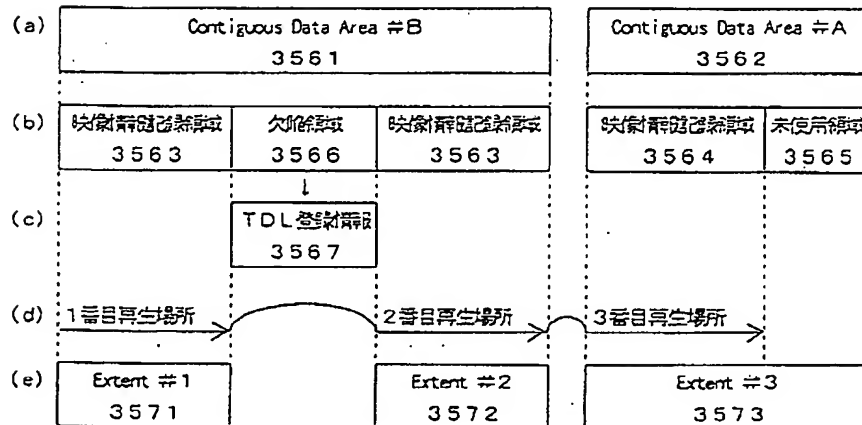 (a) Contiguous Data Area #B Contiguous Data Area #A
3561 3562
(b) 映像情報記録領域 欠陥領域 映像情報記録領域 映像情報記録領域 未使用領域
3563 3566 3563 3564 3565
↓
(c) TDL登録情報
3567
(d) 1番目再生場所 2番目再生場所 3番目再生場所
(e) Extent #1 Extent #2 Extent #3
3571 3572 3573